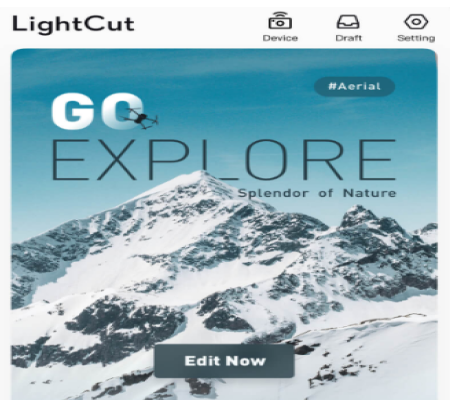 LightCut
Device Draft Setting
#Aerial
GO
EXPLORE
Splendor of Nature
Edit Now